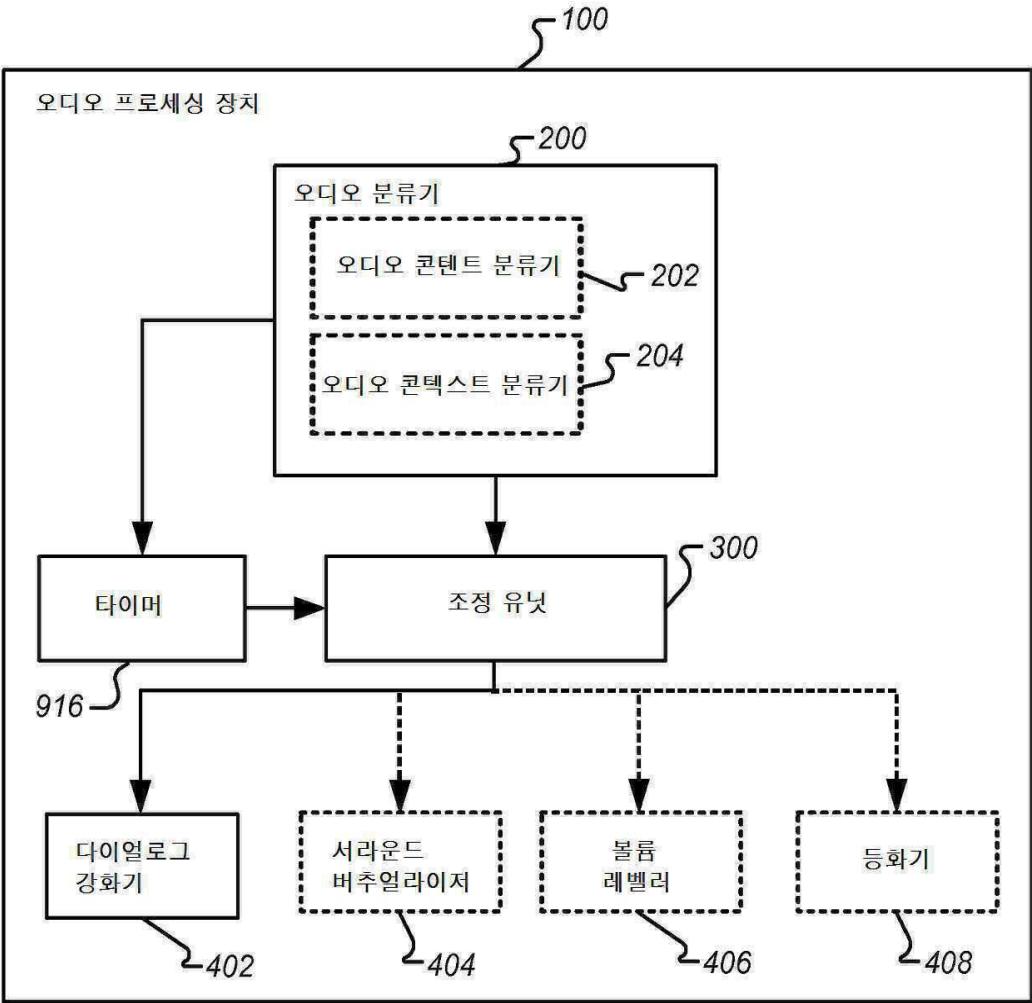 100
오디오 프로세싱 장치
200
오디오 분류기
오디오 콘텐트 분류기
202
204
오디오 콘텍스트 분류기
300
타이머
조정 유닛
916
다이얼로그
강화기
서라운드
버추얼라이저
볼륨
레벨러
등화기
402
404
406
408